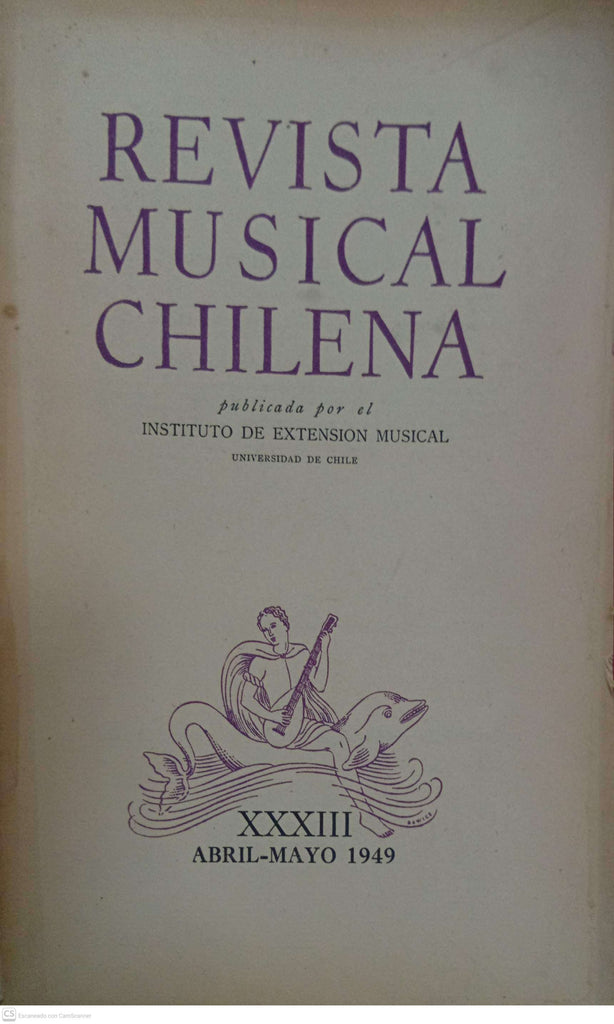 REVISTA
MUSICAL
CHILENA
publicada por el
INSTITUTO DE EXTENSION MUSICAL
UNIVERSIDAD DE CHILE
XXXIII
ABRIL-MAYO 1949
CS Escaneado con CamScanner